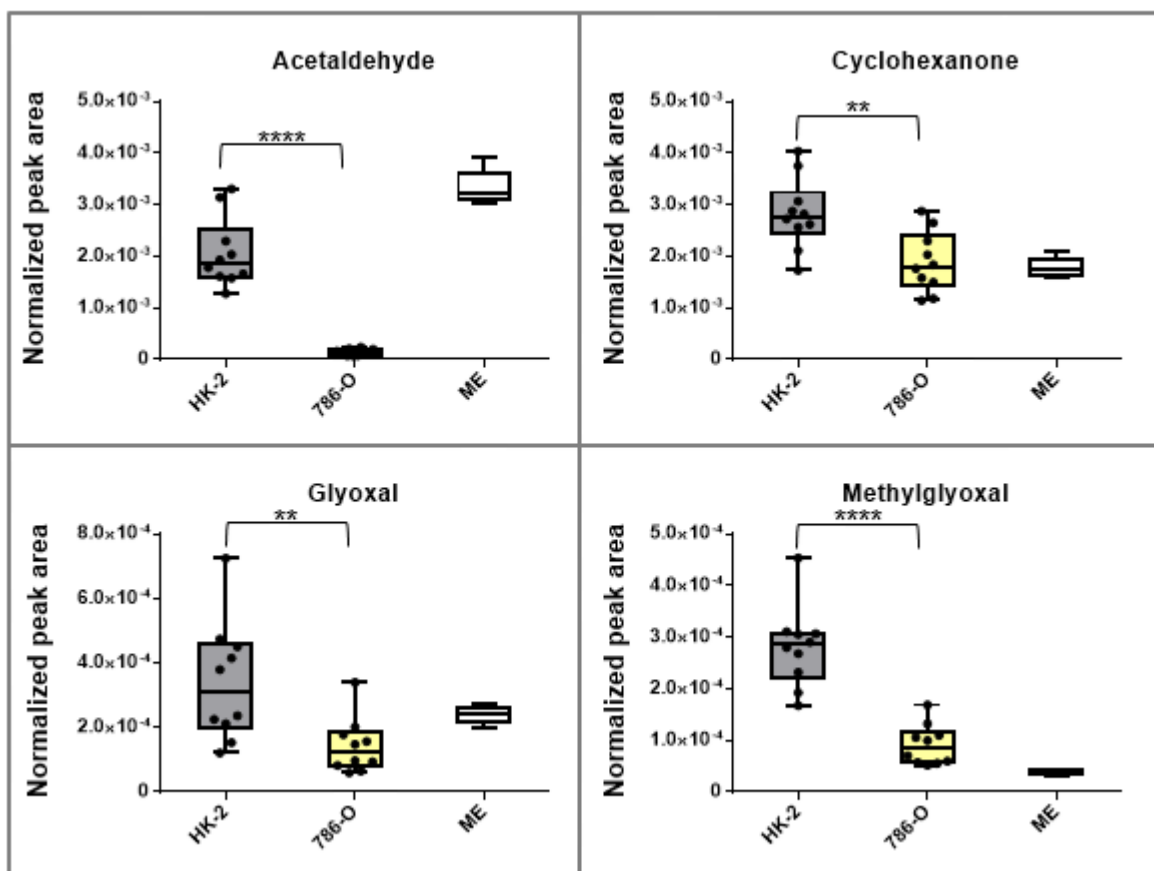 Acetaldehyde
Normalized peak area
5.0×10⁻³
4.0×10⁻³
3.0×10⁻³
2.0×10⁻³
1.0×10⁻³
0
****
HK-2
786-O
ME
Cyclohexanone
Normalized peak area
5.0×10⁻³
4.0×10⁻³
3.0×10⁻³
2.0×10⁻³
1.0×10⁻³
0
**
HK-2
786-O
ME
Glyoxal
Normalized peak area
8.0×10⁻⁴
6.0×10⁻⁴
4.0×10⁻⁴
2.0×10⁻⁴
0
**
HK-2
786-O
ME
Methylglyoxal
Normalized peak area
5.0×10⁻⁴
4.0×10⁻⁴
3.0×10⁻⁴
2.0×10⁻⁴
1.0×10⁻⁴
0
****
HK-2
786-O
ME